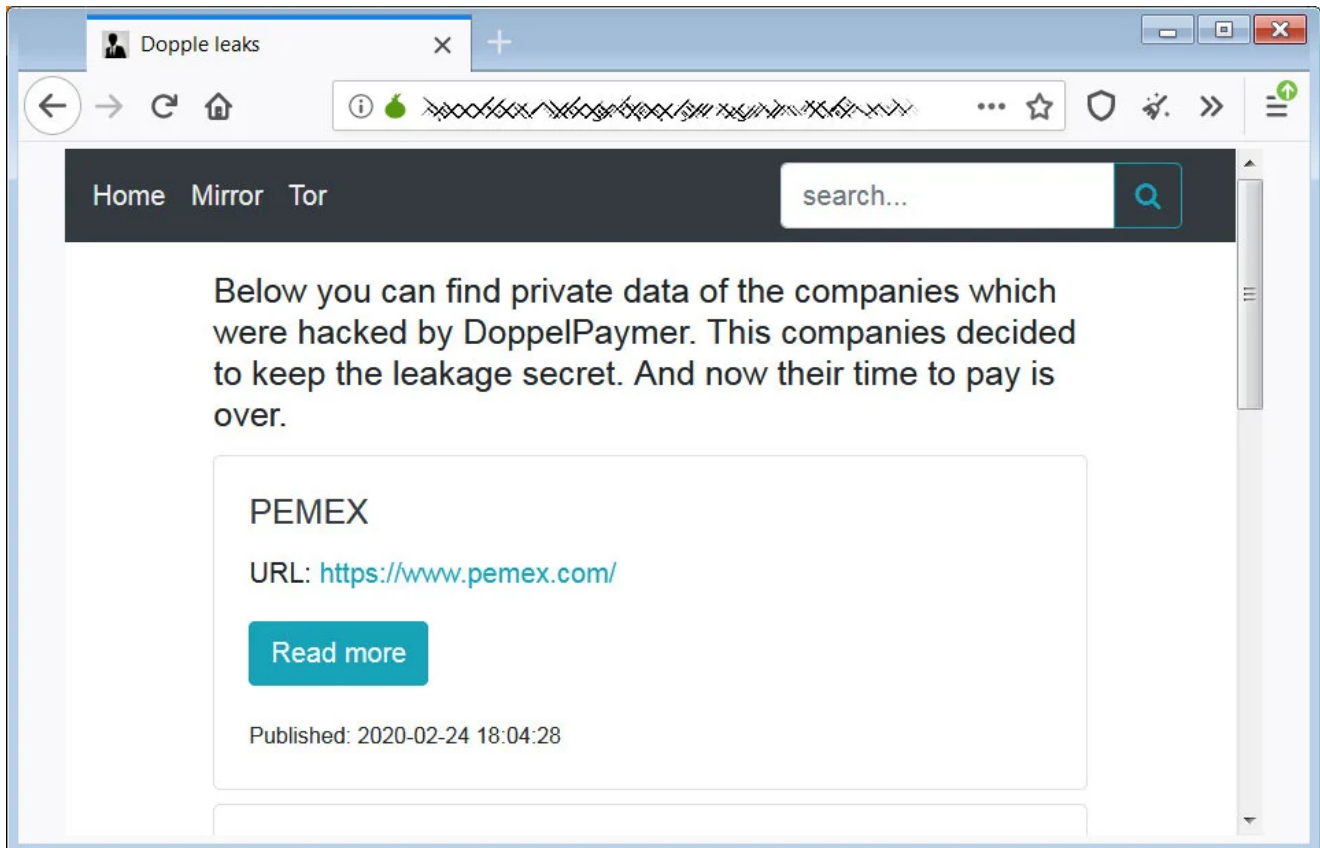 Dopple leaks
Home Mirror Tor search...
Below you can find private data of the companies which
were hacked by DoppelPaymer. This companies decided
to keep the leakage secret. And now their time to pay is
over.
PEMEX
URL: https://www.pemex.com/
Read more
Published: 2020-02-24 18:04:28